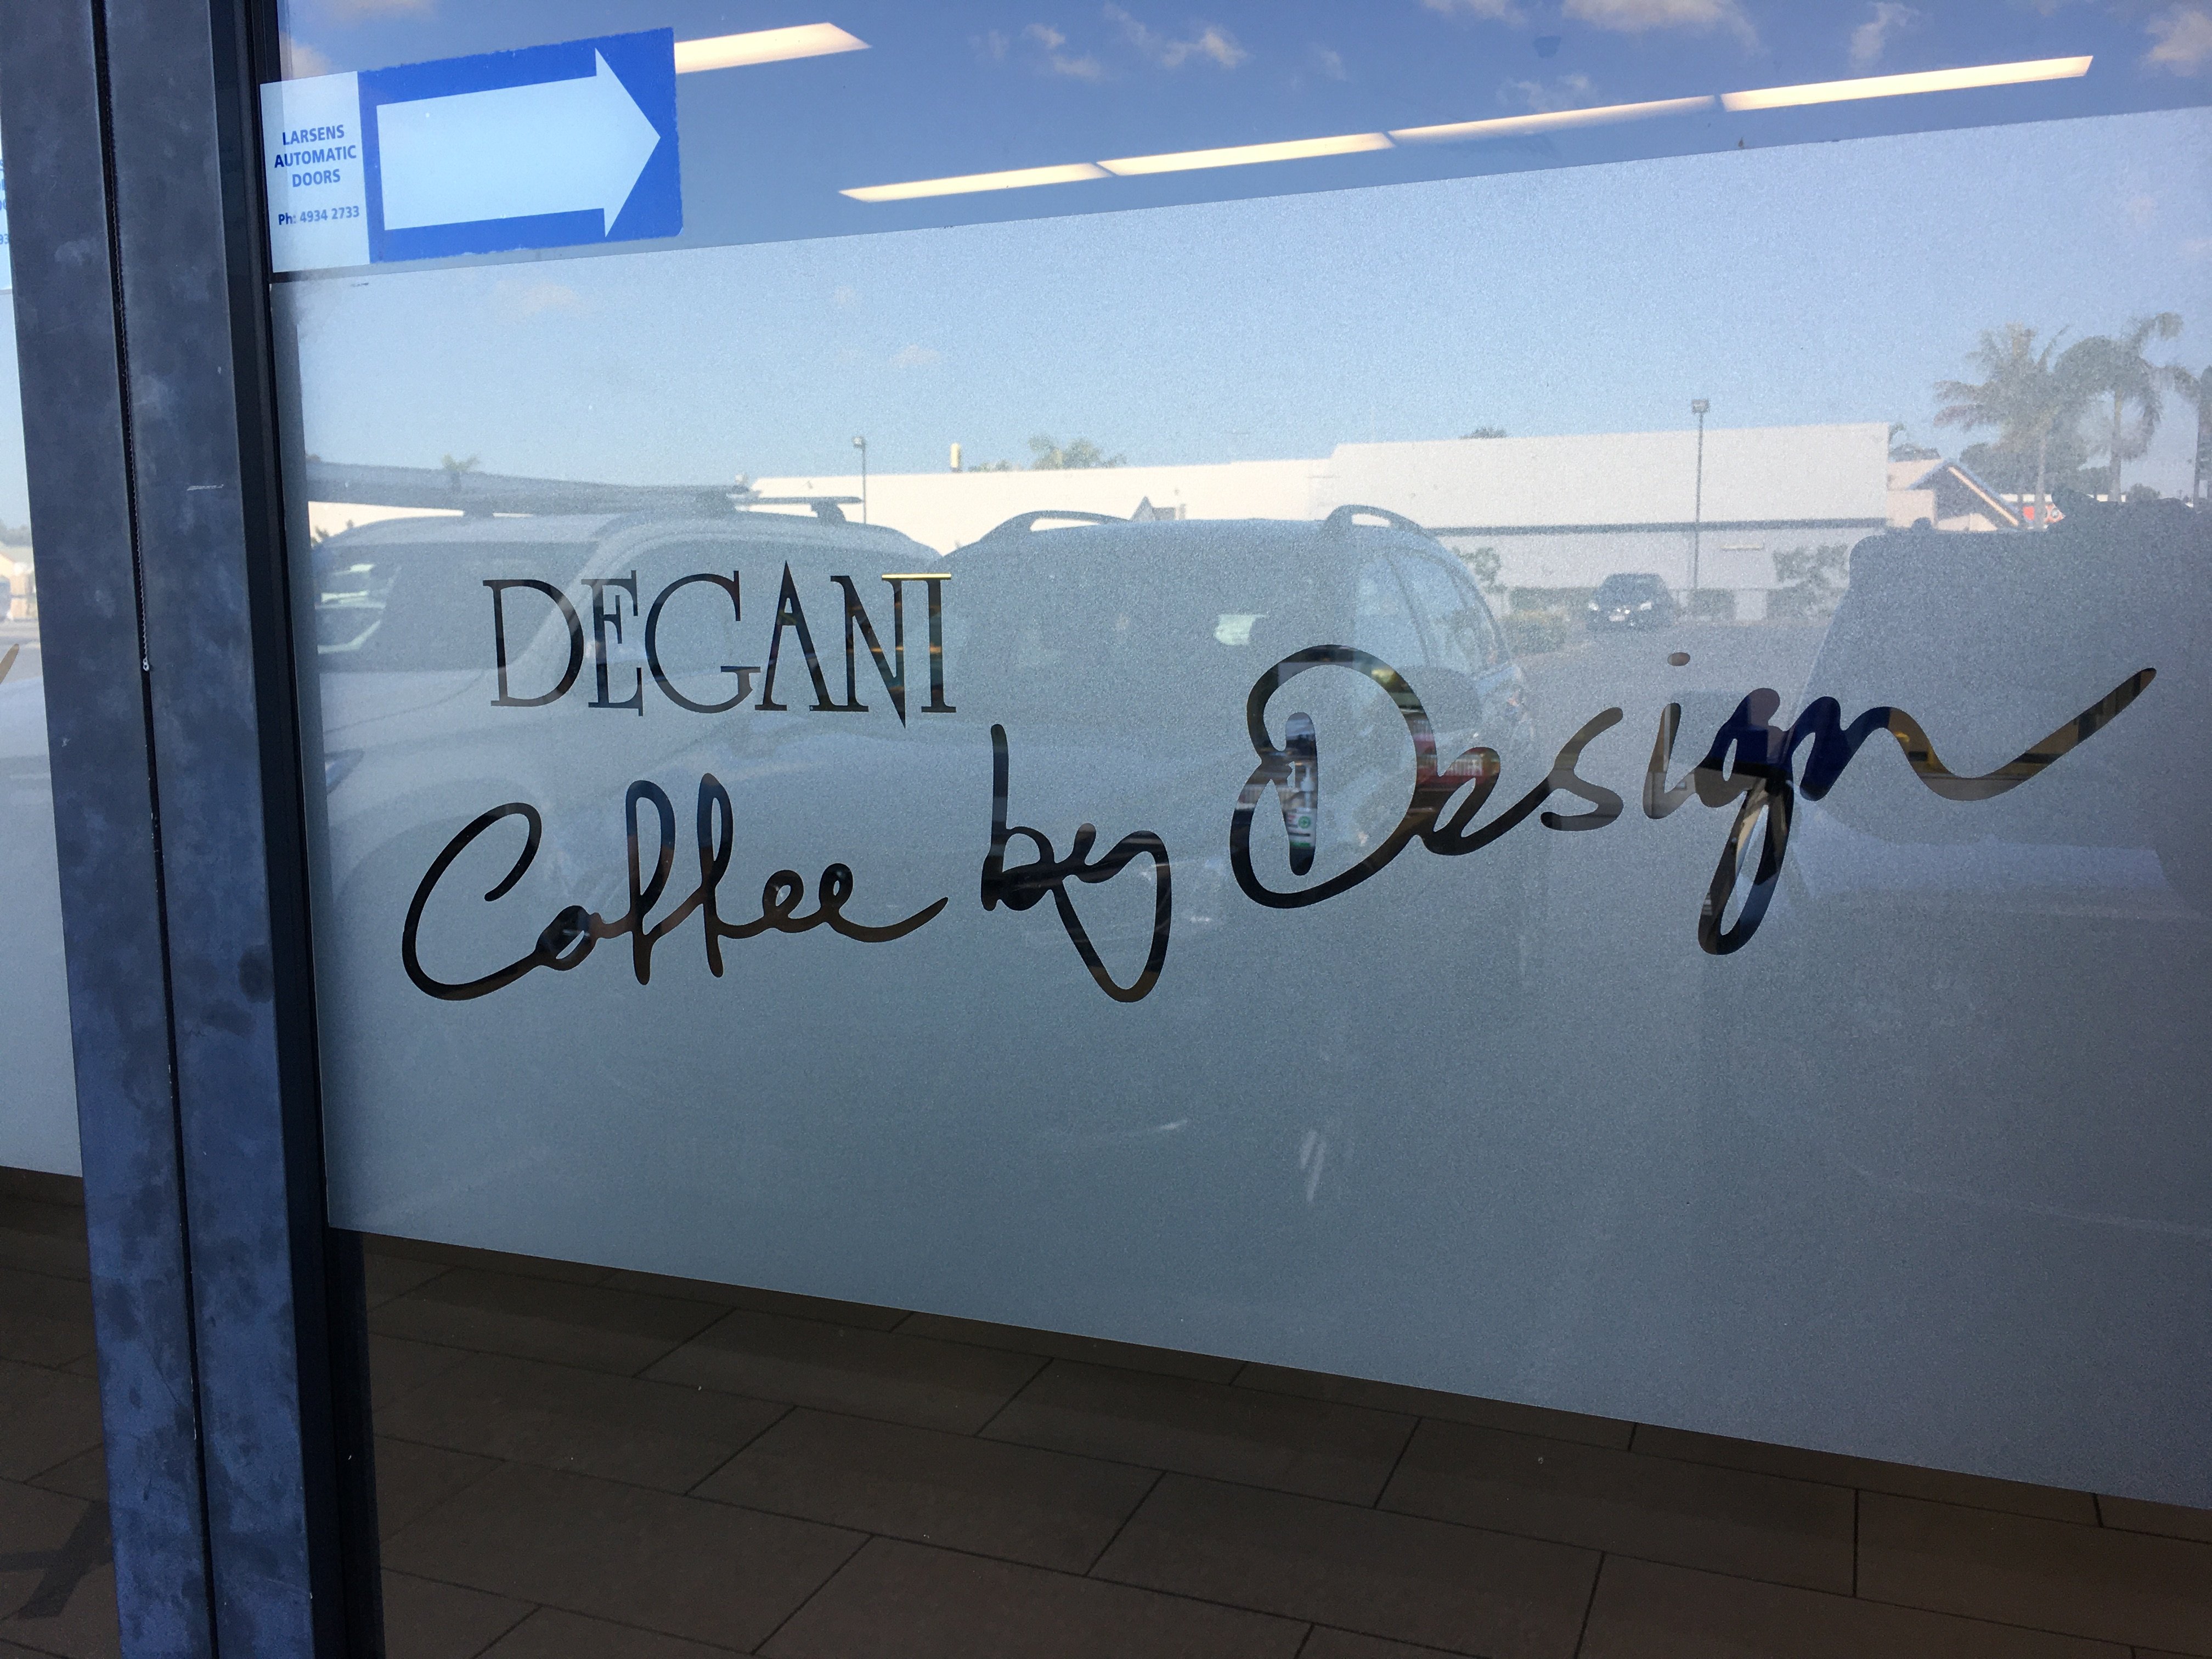 LARSENS
AUTOMATIC
DOORS
Ph: 4934 2733
DEGANI
Coffee by Design